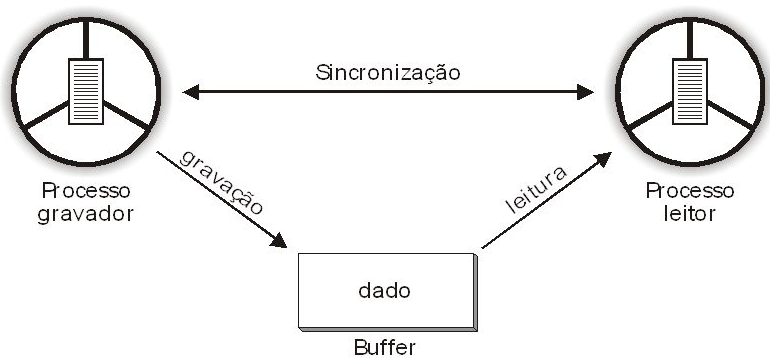 Sincronização
gravação
leitura
Processo
gravador
Processo
leitor
dado
Buffer